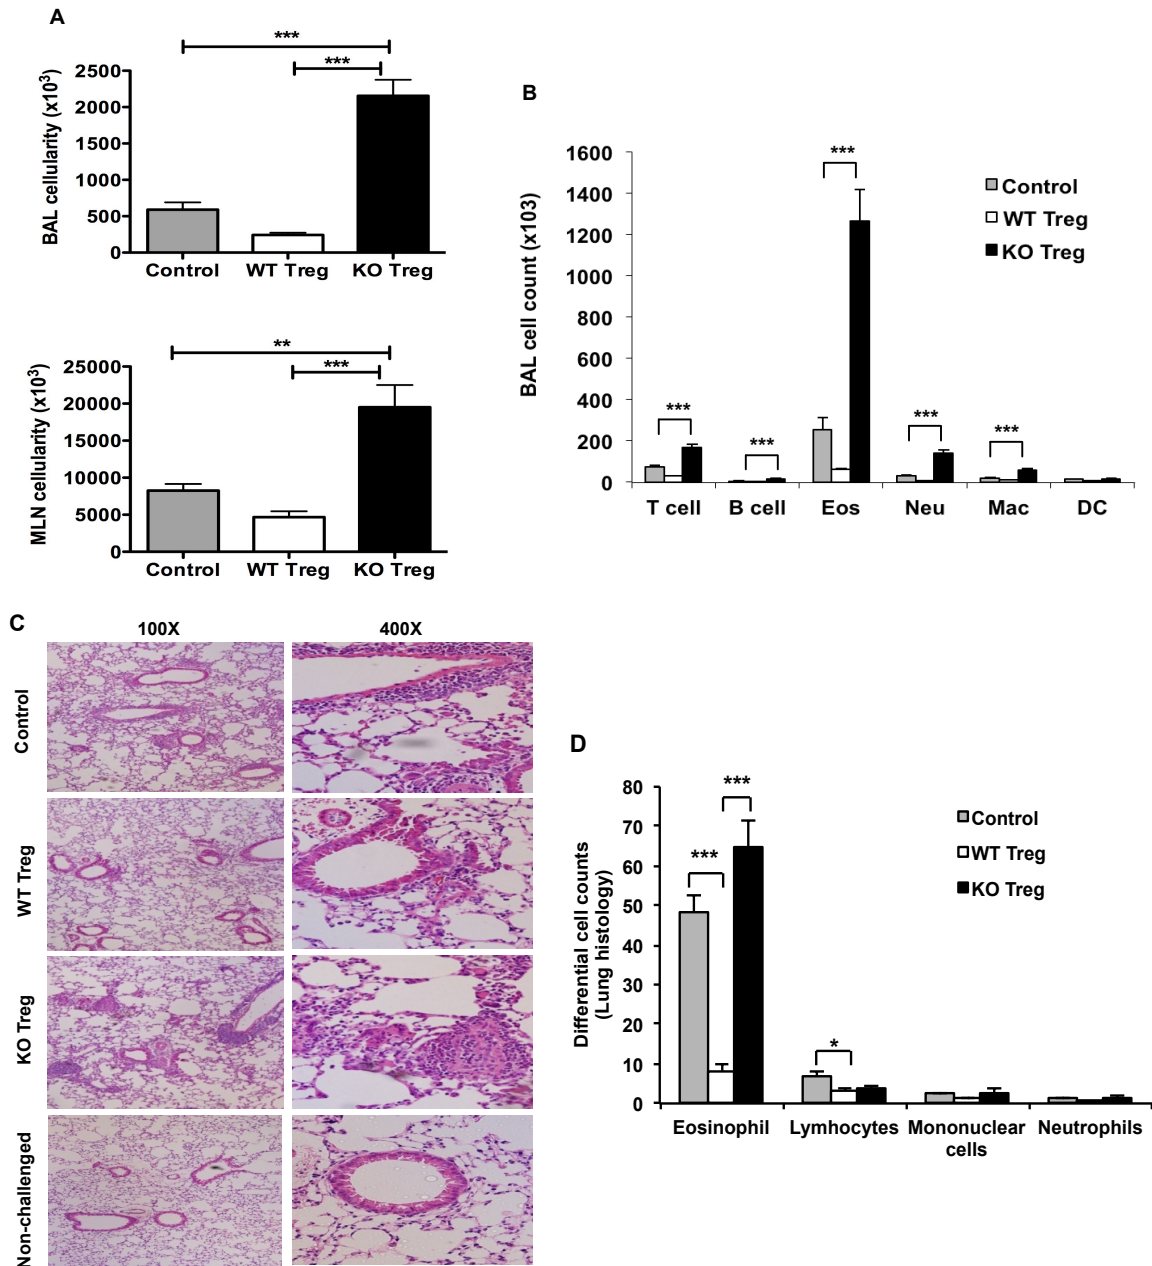 A
***
***
2500
2000
1500
1000
500
0
BAL cellularity (x10³)
Control WT Treg KO Treg
**
***
25000
20000
15000
10000
5000
0
MLN cellularity (x10³)
Control WT Treg KO Treg
B
1600
1400
1200
1000
800
600
400
200
0
BAL cell count (x103)
***
***
***
***
***
Control
WT Treg
KO Treg
T cell B cell Eos Neu Mac DC
C
100X 400X
Control
WT Treg
KO Treg
Non-challenged
D
80
70
60
50
40
30
20
10
0
Differential cell counts
(Lung histology)
***
***
*
Control
WT Treg
KO Treg
Eosinophil Lymhocytes Mononuclear Neutrophils
cells